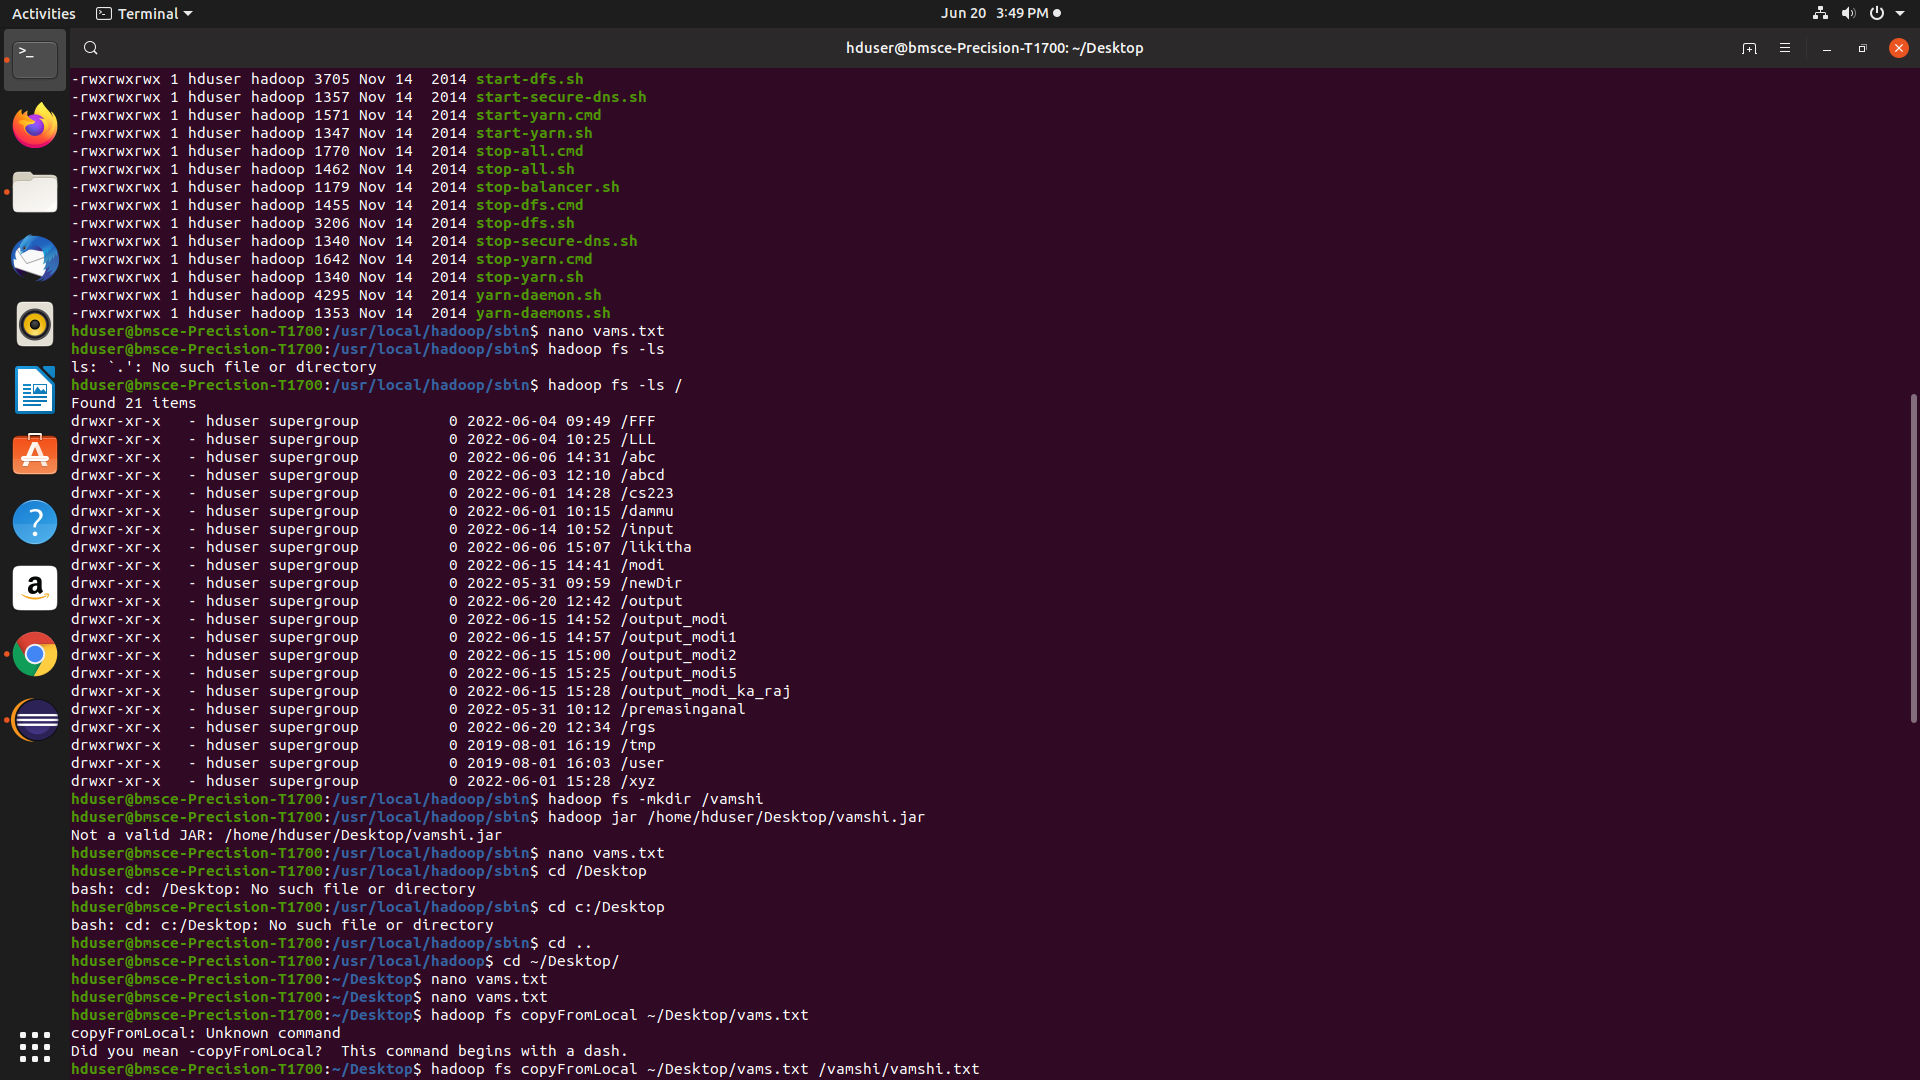 Activities Terminal Jun 20 3:49 PM
hduser@bmsce-Precision-T1700: ~/Desktop
-rwxrwxrwx 1 hduser hadoop 3705 Nov 14  2014 start-dfs.sh
-rwxrwxrwx 1 hduser hadoop 1357 Nov 14  2014 start-secure-dns.sh
-rwxrwxrwx 1 hduser hadoop 1571 Nov 14  2014 start-yarn.cmd
-rwxrwxrwx 1 hduser hadoop 1347 Nov 14  2014 start-yarn.sh
-rwxrwxrwx 1 hduser hadoop 1770 Nov 14  2014 stop-all.cmd
-rwxrwxrwx 1 hduser hadoop 1462 Nov 14  2014 stop-all.sh
-rwxrwxrwx 1 hduser hadoop 1179 Nov 14  2014 stop-balancer.sh
-rwxrwxrwx 1 hduser hadoop 1455 Nov 14  2014 stop-dfs.cmd
-rwxrwxrwx 1 hduser hadoop 3206 Nov 14  2014 stop-dfs.sh
-rwxrwxrwx 1 hduser hadoop 1340 Nov 14  2014 stop-secure-dns.sh
-rwxrwxrwx 1 hduser hadoop 1642 Nov 14  2014 stop-yarn.cmd
-rwxrwxrwx 1 hduser hadoop 1340 Nov 14  2014 stop-yarn.sh
-rwxrwxrwx 1 hduser hadoop 4295 Nov 14  2014 yarn-daemon.sh
-rwxrwxrwx 1 hduser hadoop 1353 Nov 14  2014 yarn-daemons.sh
hduser@bmsce-Precision-T1700:/usr/local/hadoop/sbin$ nano vams.txt
hduser@bmsce-Precision-T1700:/usr/local/hadoop/sbin$ hadoop fs -ls
ls: `.': No such file or directory
hduser@bmsce-Precision-T1700:/usr/local/hadoop/sbin$ hadoop fs -ls /
Found 21 items
drwxr-xr-x   - hduser supergroup          0 2022-06-04 09:49 /FFF
drwxr-xr-x   - hduser supergroup          0 2022-06-04 10:25 /LLL
drwxr-xr-x   - hduser supergroup          0 2022-06-06 14:31 /abc
drwxr-xr-x   - hduser supergroup          0 2022-06-03 12:10 /abcd
drwxr-xr-x   - hduser supergroup          0 2022-06-01 14:28 /cs223
drwxr-xr-x   - hduser supergroup          0 2022-06-01 10:15 /dammu
drwxr-xr-x   - hduser supergroup          0 2022-06-14 10:52 /input
drwxr-xr-x   - hduser supergroup          0 2022-06-06 15:07 /likitha
drwxr-xr-x   - hduser supergroup          0 2022-06-15 14:41 /modi
drwxr-xr-x   - hduser supergroup          0 2022-05-31 09:59 /newDir
drwxr-xr-x   - hduser supergroup          0 2022-06-20 12:42 /output
drwxr-xr-x   - hduser supergroup          0 2022-06-15 14:52 /output_modi
drwxr-xr-x   - hduser supergroup          0 2022-06-15 14:57 /output_modi1
drwxr-xr-x   - hduser supergroup          0 2022-06-15 15:00 /output_modi2
drwxr-xr-x   - hduser supergroup          0 2022-06-15 15:25 /output_modi5
drwxr-xr-x   - hduser supergroup          0 2022-06-15 15:28 /output_modi_ka_raj
drwxr-xr-x   - hduser supergroup          0 2022-05-31 10:12 /premasinganal
drwxr-xr-x   - hduser supergroup          0 2022-06-20 12:34 /rgs
drwxrwxr-x   - hduser supergroup          0 2019-08-01 16:19 /tmp
drwxr-xr-x   - hduser supergroup          0 2019-08-01 16:03 /user
drwxr-xr-x   - hduser supergroup          0 2022-06-01 15:28 /xyz
hduser@bmsce-Precision-T1700:/usr/local/hadoop/sbin$ hadoop fs -mkdir /vamshi
hduser@bmsce-Precision-T1700:/usr/local/hadoop/sbin$ hadoop jar /home/hduser/Desktop/vamshi.jar
Not a valid JAR: /home/hduser/Desktop/vamshi.jar
hduser@bmsce-Precision-T1700:/usr/local/hadoop/sbin$ nano vams.txt
hduser@bmsce-Precision-T1700:/usr/local/hadoop/sbin$ cd /Desktop
bash: cd: /Desktop: No such file or directory
hduser@bmsce-Precision-T1700:/usr/local/hadoop/sbin$ cd c:/Desktop
bash: cd: c:/Desktop: No such file or directory
hduser@bmsce-Precision-T1700:/usr/local/hadoop/sbin$ cd ..
hduser@bmsce-Precision-T1700:/usr/local/hadoop$ cd ~/Desktop/
hduser@bmsce-Precision-T1700:~/Desktop$ nano vams.txt
hduser@bmsce-Precision-T1700:~/Desktop$ nano vams.txt
hduser@bmsce-Precision-T1700:~/Desktop$ hadoop fs copyFromLocal ~/Desktop/vams.txt
copyFromLocal: Unknown command
Did you mean -copyFromLocal?  This command begins with a dash.
hduser@bmsce-Precision-T1700:~/Desktop$ hadoop fs copyFromLocal ~/Desktop/vams.txt /vamshi/vamshi.txt